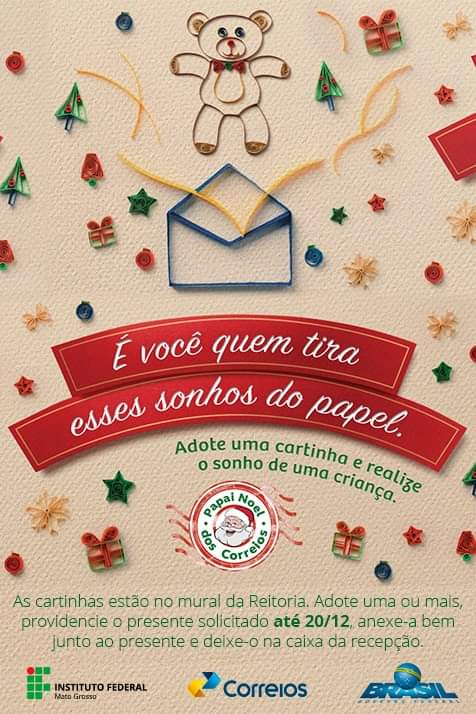 É você quem tira
esses sonhos do papel.
Adote uma cartinha e realize
o sonho de uma criança.
Papai Noel
dos Correios
As cartinhas estão no mural da Reitoria. Adote uma ou mais,
providencie o presente solicitado até 20/12, anexe-a bem
junto ao presente e deixe-o na caixa da recepção.
INSTITUTO FEDERAL
Mato Grosso
Correios
BRASIL
GOVERNO FEDERAL